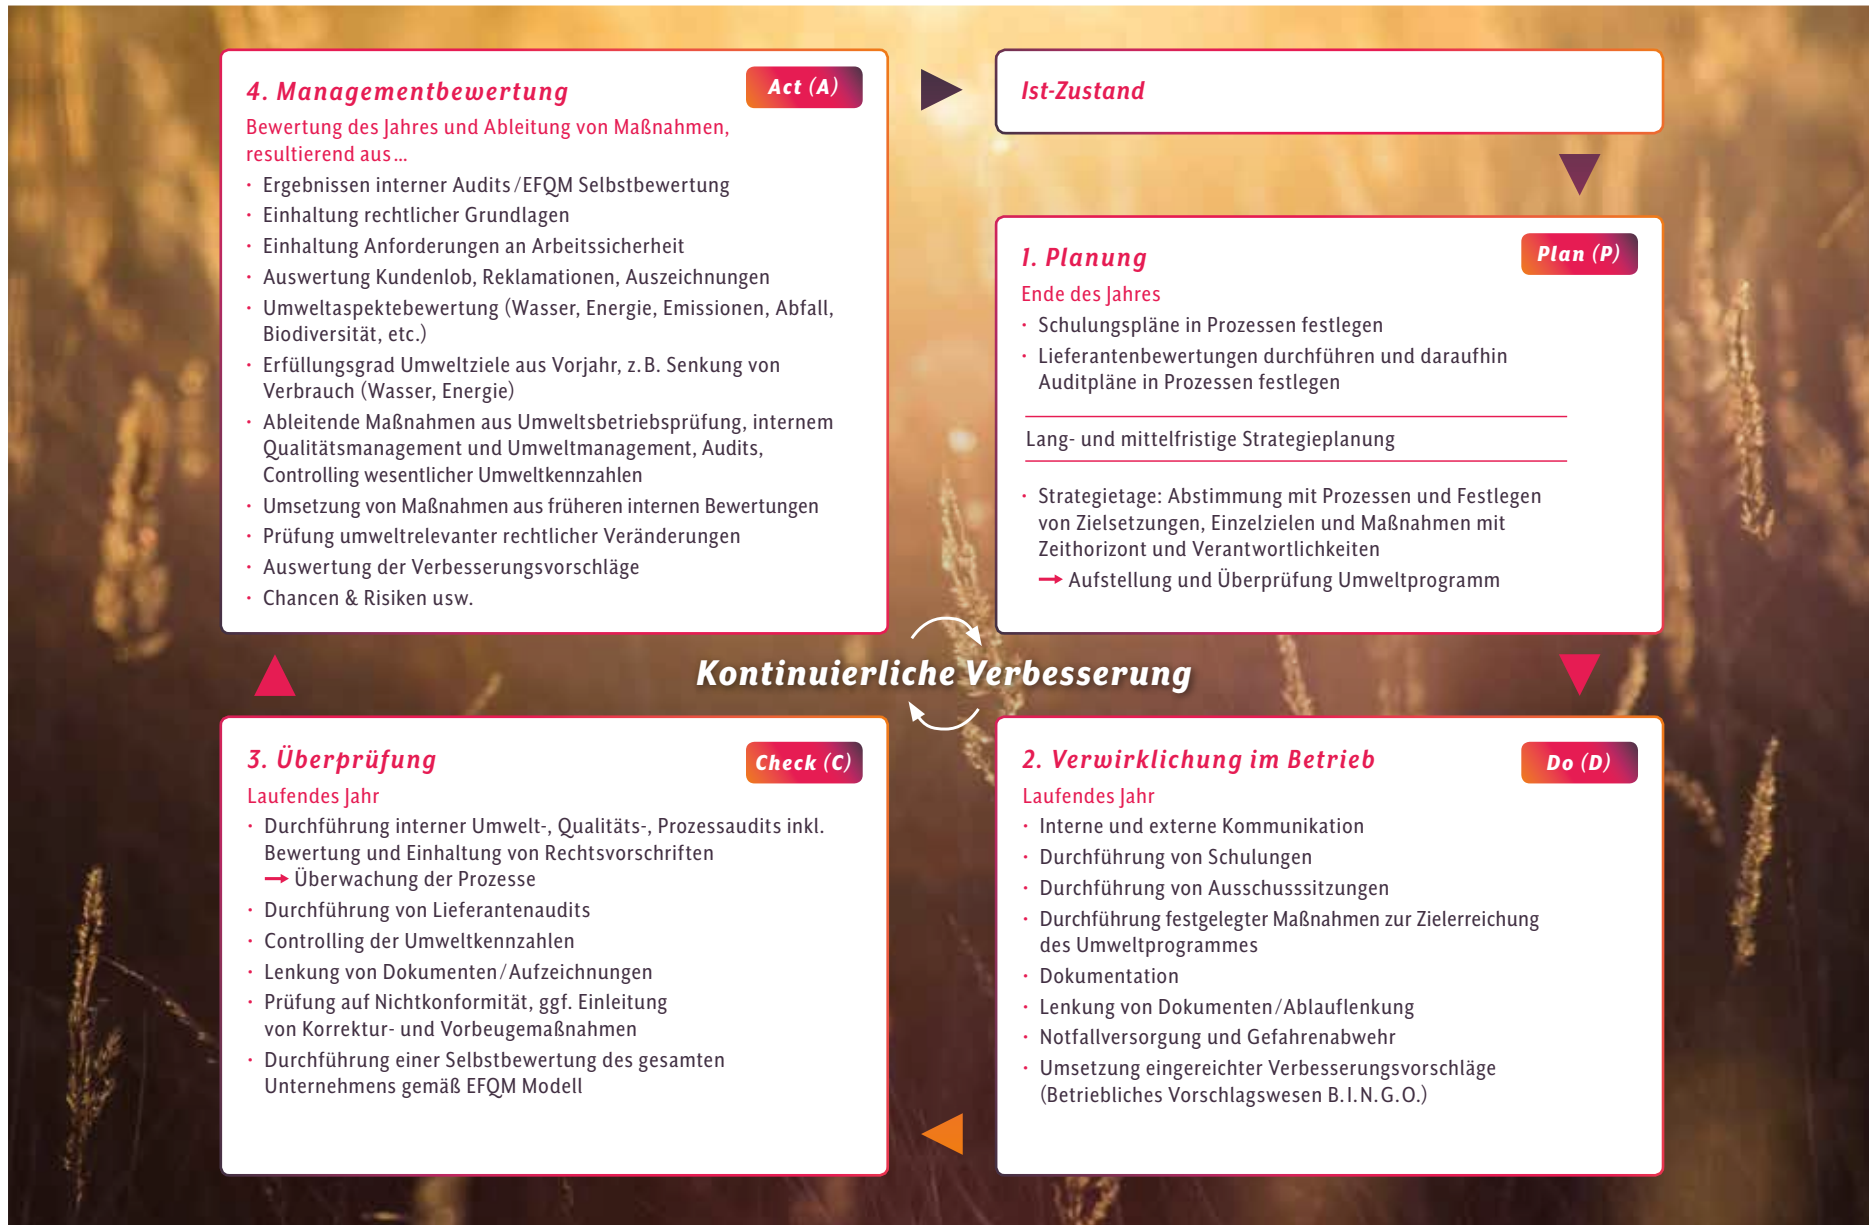 4. Managementbewertung
Act (A)
Bewertung des Jahres und Ableitung von Maßnahmen,
resultierend aus…
· Ergebnissen interner Audits/EFQM Selbstbewertung
· Einhaltung rechtlicher Grundlagen
· Einhaltung Anforderungen an Arbeitssicherheit
· Auswertung Kundenlob, Reklamationen, Auszeichnungen
· Umweltaspektebewertung (Wasser, Energie, Emissionen, Abfall,
Biodiversität, etc.)
· Erfüllungsgrad Umweltziele aus Vorjahr, z.B. Senkung von
Verbrauch (Wasser, Energie)
· Ableitende Maßnahmen aus Umweltsbetriebsprüfung, internem
Qualitätsmanagement und Umweltmanagement, Audits,
Controlling wesentlicher Umweltkennzahlen
· Umsetzung von Maßnahmen aus früheren internen Bewertungen
· Prüfung umweltrelevanter rechtlicher Veränderungen
· Auswertung der Verbesserungsvorschläge
· Chancen & Risiken usw.
Ist-Zustand
1. Planung
Plan (P)
Ende des Jahres
· Schulungspläne in Prozessen festlegen
· Lieferantenbewertungen durchführen und daraufhin
Auditpläne in Prozessen festlegen
Lang- und mittelfristige Strategieplanung
· Strategietage: Abstimmung mit Prozessen und Festlegen
von Zielsetzungen, Einzelzielen und Maßnahmen mit
Zeithorizont und Verantwortlichkeiten
→ Aufstellung und Überprüfung Umweltprogramm
Kontinuierliche Verbesserung
3. Überprüfung
Check (C)
Laufendes Jahr
· Durchführung interner Umwelt-, Qualitäts-, Prozessaudits inkl.
Bewertung und Einhaltung von Rechtsvorschriften
→ Überwachung der Prozesse
· Durchführung von Lieferantenaudits
· Controlling der Umweltkennzahlen
· Lenkung von Dokumenten/Aufzeichnungen
· Prüfung auf Nichtkonformität, ggf. Einleitung
von Korrektur- und Vorbeugemaßnahmen
· Durchführung einer Selbstbewertung des gesamten
Unternehmens gemäß EFQM Modell
2. Verwirklichung im Betrieb
Do (D)
Laufendes Jahr
· Interne und externe Kommunikation
· Durchführung von Schulungen
· Durchführung von Ausschusssitzungen
· Durchführung festgelegter Maßnahmen zur Zielerreichung
des Umweltprogrammes
· Dokumentation
· Lenkung von Dokumenten/Ablauflenkung
· Notfallversorgung und Gefahrenabwehr
· Umsetzung eingereichter Verbesserungsvorschläge
(Betriebliches Vorschlagswesen B.I.N.G.O.)